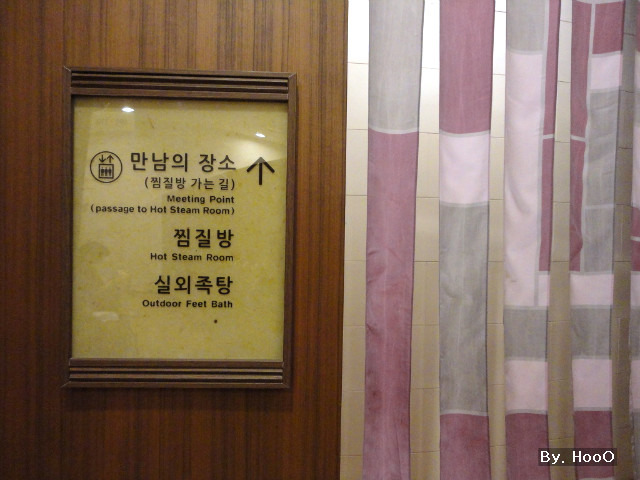 만남의 장소
(찜질방 가는 길)
Meeting Point
(passage to Hot Steam Room)
찜질방
Hot Steam Room
실외족탕
Outdoor Feet Bath
By. HooO